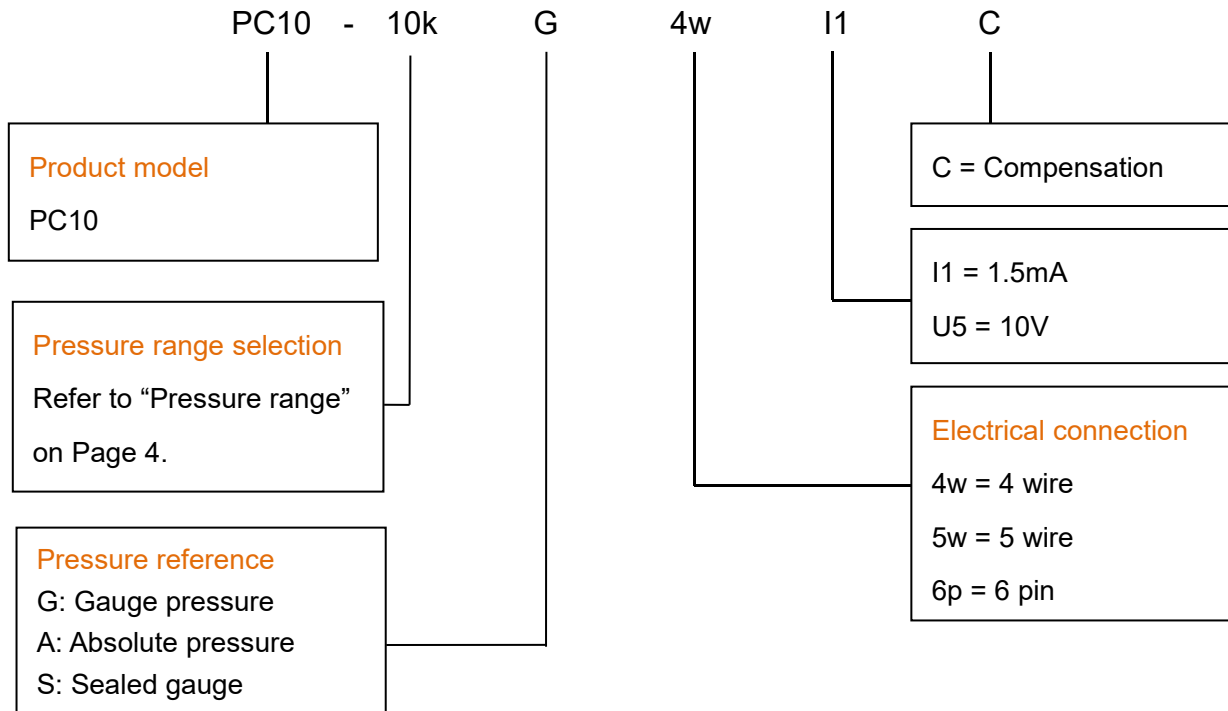 PC10 - 10k G 4w I1 C
Product model
PC10
Pressure range selection
Refer to “Pressure range”
on Page 4.
Pressure reference
G: Gauge pressure
A: Absolute pressure
S: Sealed gauge
C = Compensation
I1 = 1.5mA
U5 = 10V
Electrical connection
4w = 4 wire
5w = 5 wire
6p = 6 pin